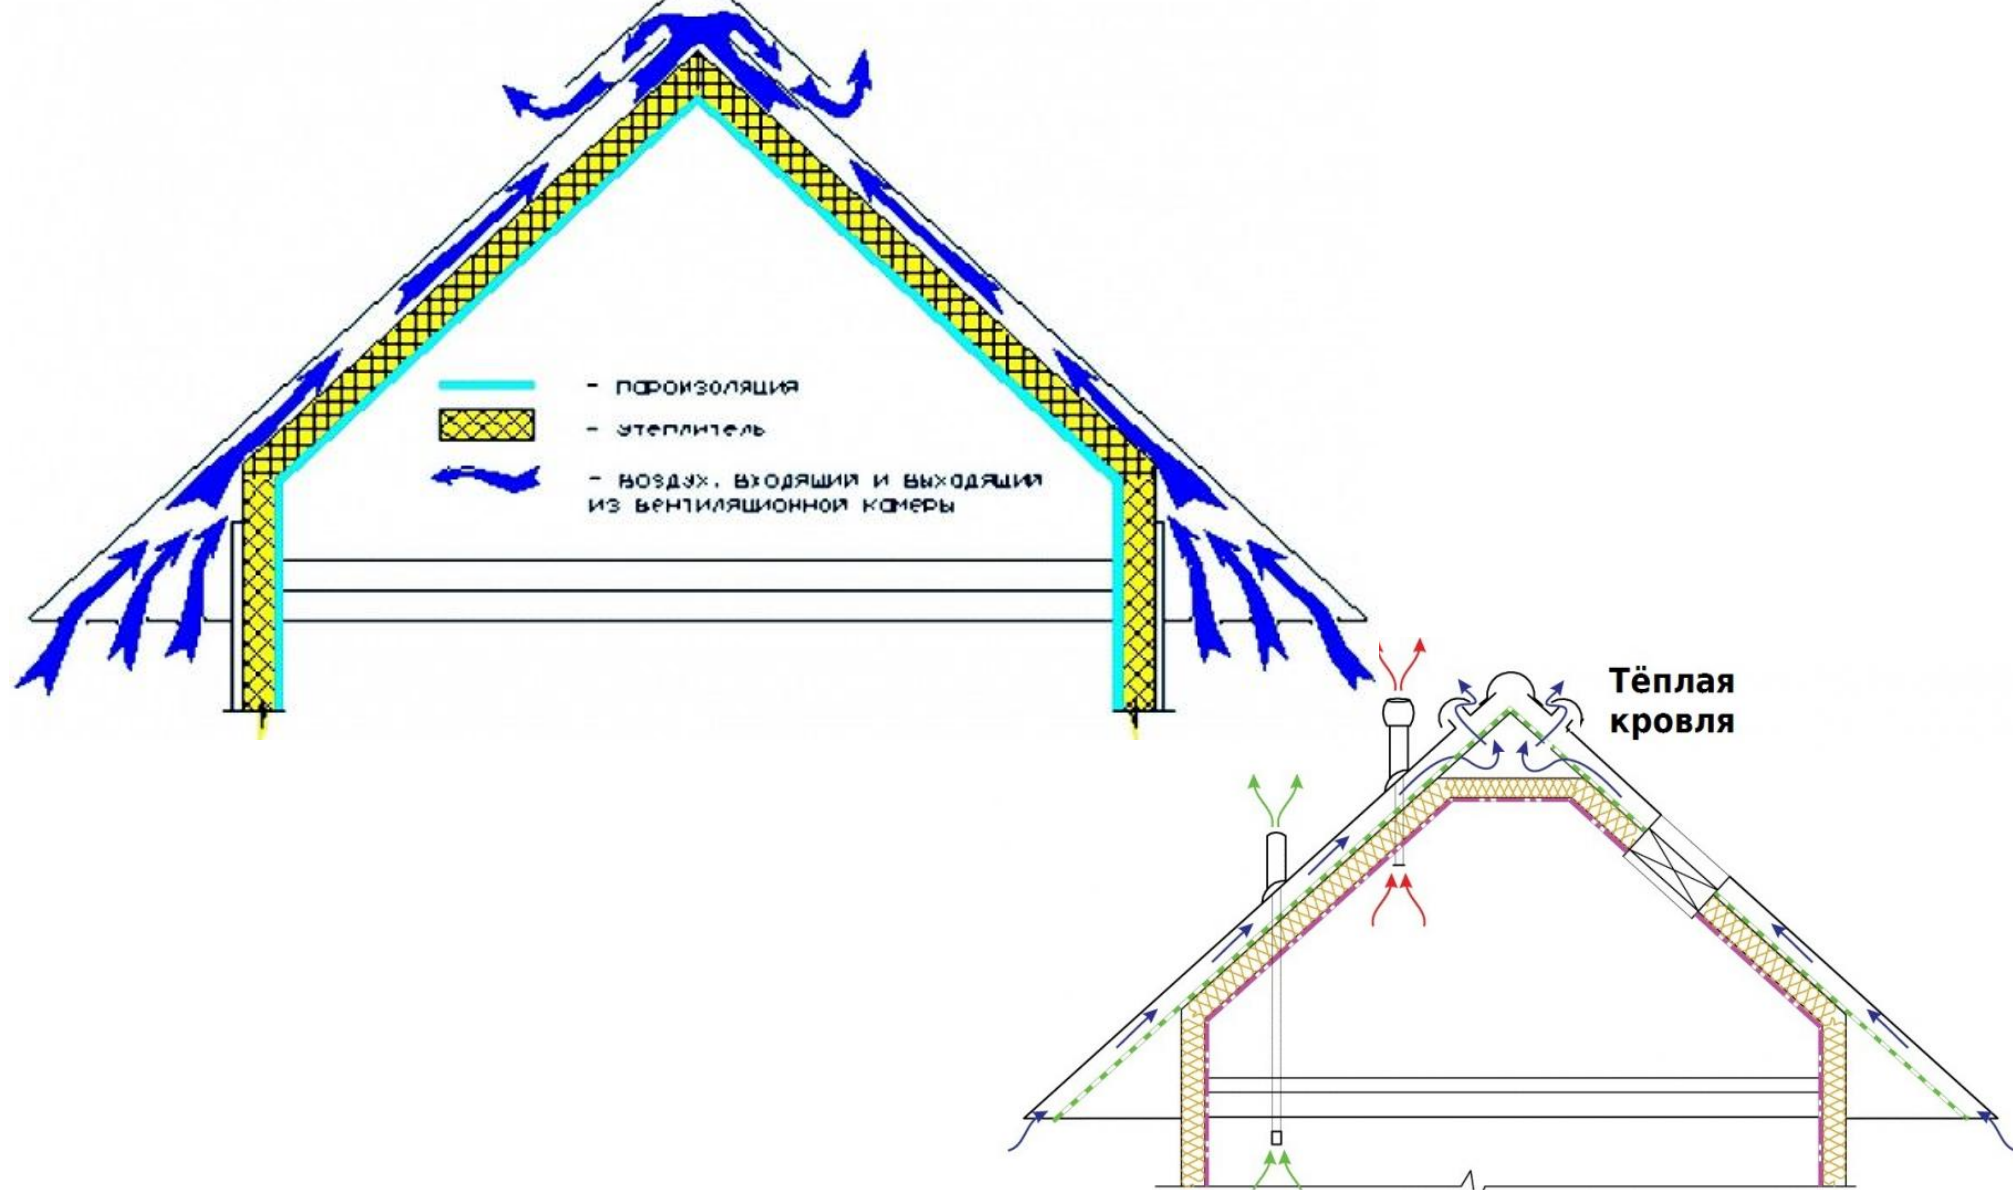 - пароизоляция
- утеплитель
- воздух, входящий и выходящий
из вентиляционной камеры
Тёплая
кровля